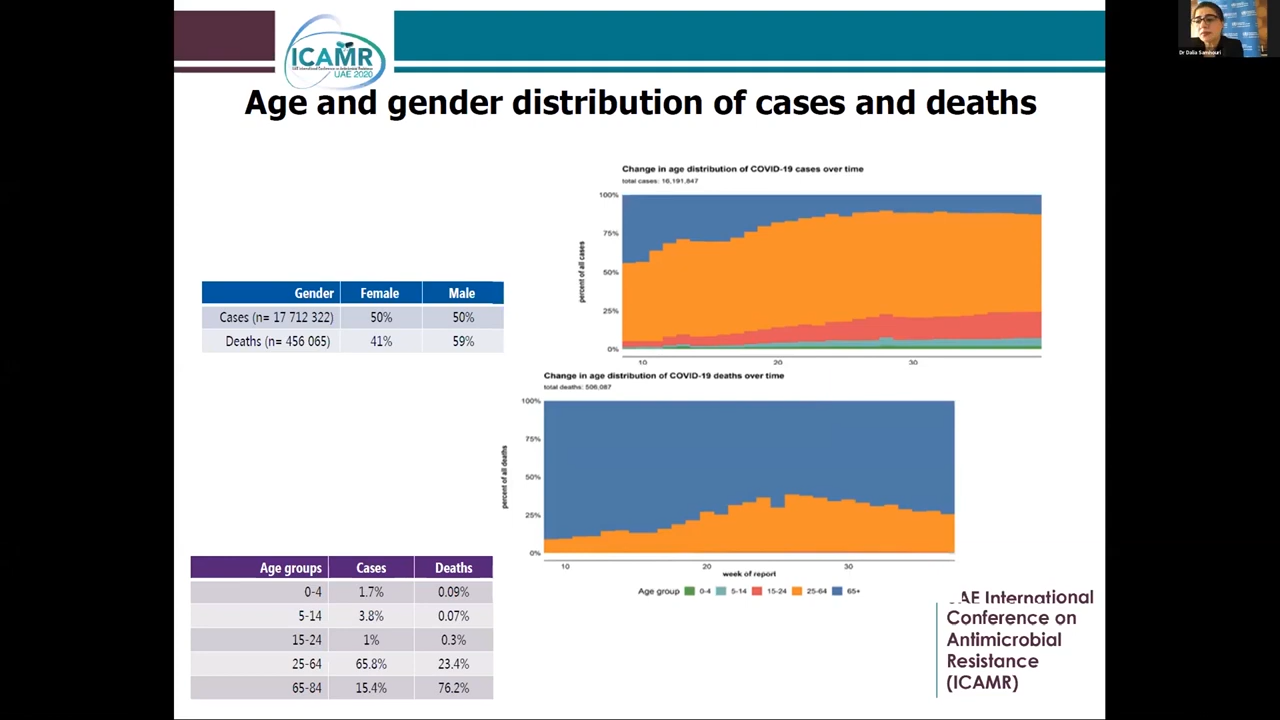 ICAMR
UAE 2020
Dr Dalia Samhouri
Age and gender distribution of cases and deaths
Change in age distribution of COVID-19 cases over time
total cases: 16,191,847
100%
75%
50%
25%
0%
percent of all cases
10 20 30
Gender Female Male
Cases (n= 17 712 322) 50% 50%
Deaths (n= 456 065) 41% 59%
Change in age distribution of COVID-19 deaths over time
total deaths: 506,087
100%
75%
50%
25%
0%
percent of all deaths
10 20 30
week of report
Age group 0-4 5-14 15-24 25-64 65+
Age groups Cases Deaths
0-4 1.7% 0.09%
5-14 3.8% 0.07%
15-24 1% 0.3%
25-64 65.8% 23.4%
65-84 15.4% 76.2%
UAE International
Conference on
Antimicrobial
Resistance
(ICAMR)